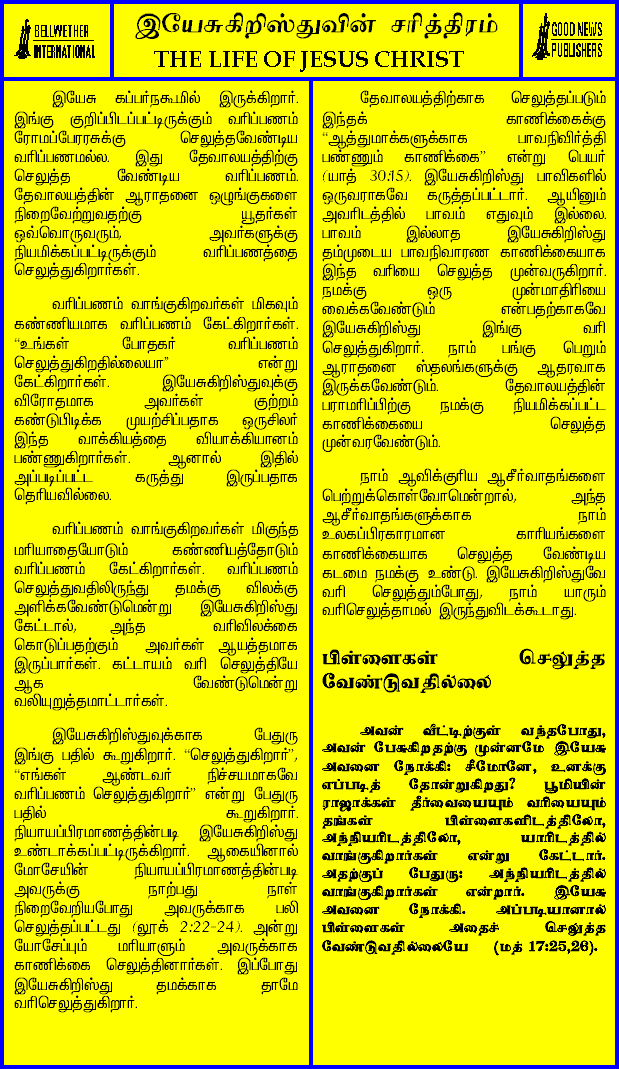 BELLWETHER
INTERNATIONAL
இயேசுகிறிஸ்துவின் சரித்திரம்
THE LIFE OF JESUS CHRIST
GOOD NEWS
PUBLISHERS
இயேசு கப்பர்நகூமில் இருக்கிறார்.
இங்கு குறிப்பிடப்பட்டிருக்கும் வரிப்பணம்
ரோமப்பேரரசுக்கு செலுத்தவேண்டிய
வரிப்பணமல்ல. இது தேவாலயத்திற்கு
செலுத்த வேண்டிய வரிப்பணம்.
தேவாலயத்தின் ஆராதனை ஒழுங்குகளை
நிறைவேற்றுவதற்கு யூதர்கள்
ஒவ்வொருவரும், அவர்களுக்கு
நியமிக்கப்பட்டிருக்கும் வரிப்பணத்தை
செலுத்துகிறார்கள்.
வரிப்பணம் வாங்குகிறவர்கள் மிகவும்
கண்ணியமாக வரிப்பணம் கேட்கிறார்கள்.
“உங்கள் போதகர் வரிப்பணம்
செலுத்துகிறதில்லையா” என்று
கேட்கிறார்கள். இயேசுகிறிஸ்துவுக்கு
விரோதமாக அவர்கள் குற்றம்
கண்டுபிடிக்க முயற்சிப்பதாக ஒருசிலர்
இந்த வாக்கியத்தை வியாக்கியானம்
பண்ணுகிறார்கள். ஆனால் இதில்
அப்படிப்பட்ட கருத்து இருப்பதாக
தெரியவில்லை.
வரிப்பணம் வாங்குகிறவர்கள் மிகுந்த
மரியாதையோடும் கண்ணியத்தோடும்
வரிப்பணம் கேட்கிறார்கள். வரிப்பணம்
செலுத்துவதிலிருந்து தமக்கு விலக்கு
அளிக்கவேண்டுமென்று இயேசுகிறிஸ்து
கேட்டால், அந்த வரிவிலக்கை
கொடுப்பதற்கும் அவர்கள் ஆயத்தமாக
இருப்பார்கள். கட்டாயம் வரி செலுத்தியே
ஆக வேண்டுமென்று
வலியுறுத்தமாட்டார்கள்.
இயேசுகிறிஸ்துவுக்காக பேதுரு
இங்கு பதில் கூறுகிறார். “செலுத்துகிறார்”,
“எங்கள் ஆண்டவர் நிச்சயமாகவே
வரிப்பணம் செலுத்துகிறார்” என்று பேதுரு
பதில் கூறுகிறார்.
நியாயப்பிரமாணத்தின்படி இயேசுகிறிஸ்து
உண்டாக்கப்பட்டிருக்கிறார். ஆகையினால்
மோசேயின் நியாயப்பிரமாணத்தின்படி
அவருக்கு நாற்பது நாள்
நிறைவேறியபோது அவருக்காக பலி
செலுத்தப்பட்டது (லூக் 2:22-24). அன்று
யோசேப்பும் மரியாளும் அவருக்காக
காணிக்கை செலுத்தினார்கள். இப்போது
இயேசுகிறிஸ்து தமக்காக தாமே
வரிசெலுத்துகிறார்.
தேவாலயத்திற்காக செலுத்தப்படும்
இந்தக் காணிக்கைக்கு
“ஆத்துமாக்களுக்காக பாவநிவிர்த்தி
பண்ணும் காணிக்கை” என்று பெயர்
(யாத் 30:15). இயேசுகிறிஸ்து பாவிகளில்
ஒருவராகவே கருத்தப்பட்டார். ஆயினும்
அவரிடத்தில் பாவம் எதுவும் இல்லை.
பாவம் இல்லாத இயேசுகிறிஸ்து
தம்முடைய பாவநிவாரண காணிக்கையாக
இந்த வரியை செலுத்த முன்வருகிறார்.
நமக்கு ஒரு முன்மாதிரியை
வைக்கவேண்டும் என்பதற்காகவே
இயேசுகிறிஸ்து இங்கு வரி
செலுத்துகிறார். நாம் பங்கு பெறும்
ஆராதனை ஸ்தலங்களுக்கு ஆதரவாக
இருக்கவேண்டும். தேவாலயத்தின்
பராமரிப்பிற்கு நமக்கு நியமிக்கப்பட்ட
காணிக்கையை செலுத்த
முன்வரவேண்டும்.
நாம் ஆவிக்குரிய ஆசீர்வாதங்களை
பெற்றுக்கொள்வோமென்றால், அந்த
ஆசீர்வாதங்களுக்காக நாம்
உலகப்பிரகாரமான காரியங்களை
காணிக்கையாக செலுத்த வேண்டிய
கடமை நமக்கு உண்டு. இயேசுகிறிஸ்துவே
வரி செலுத்தும்போது, நாம் யாரும்
வரிசெலுத்தாமல் இருந்துவிடக்கூடாது.
பிள்ளைகள் செலுத்த
வேண்டுவதில்லை
அவன் வீட்டிற்குள் வந்தபோது,
அவன் பேசுகிறதற்கு முன்னமே இயேசு
அவனை நோக்கி: சீமோனே, உனக்கு
எப்படித் தோன்றுகிறது? பூமியின்
ராஜாக்கள் தீர்வையையும் வரியையும்
தங்கள் பிள்ளைகளிடத்திலோ,
அந்நியரிடத்திலோ, யாரிடத்தில்
வாங்குகிறார்கள் என்று கேட்டார்.
அதற்குப் பேதுரு: அந்நியரிடத்தில்
வாங்குகிறார்கள் என்றார். இயேசு
அவனை நோக்கி. அப்படியானால்
பிள்ளைகள் அதைச் செலுத்த
வேண்டுவதில்லையே (மத் 17:25,26).